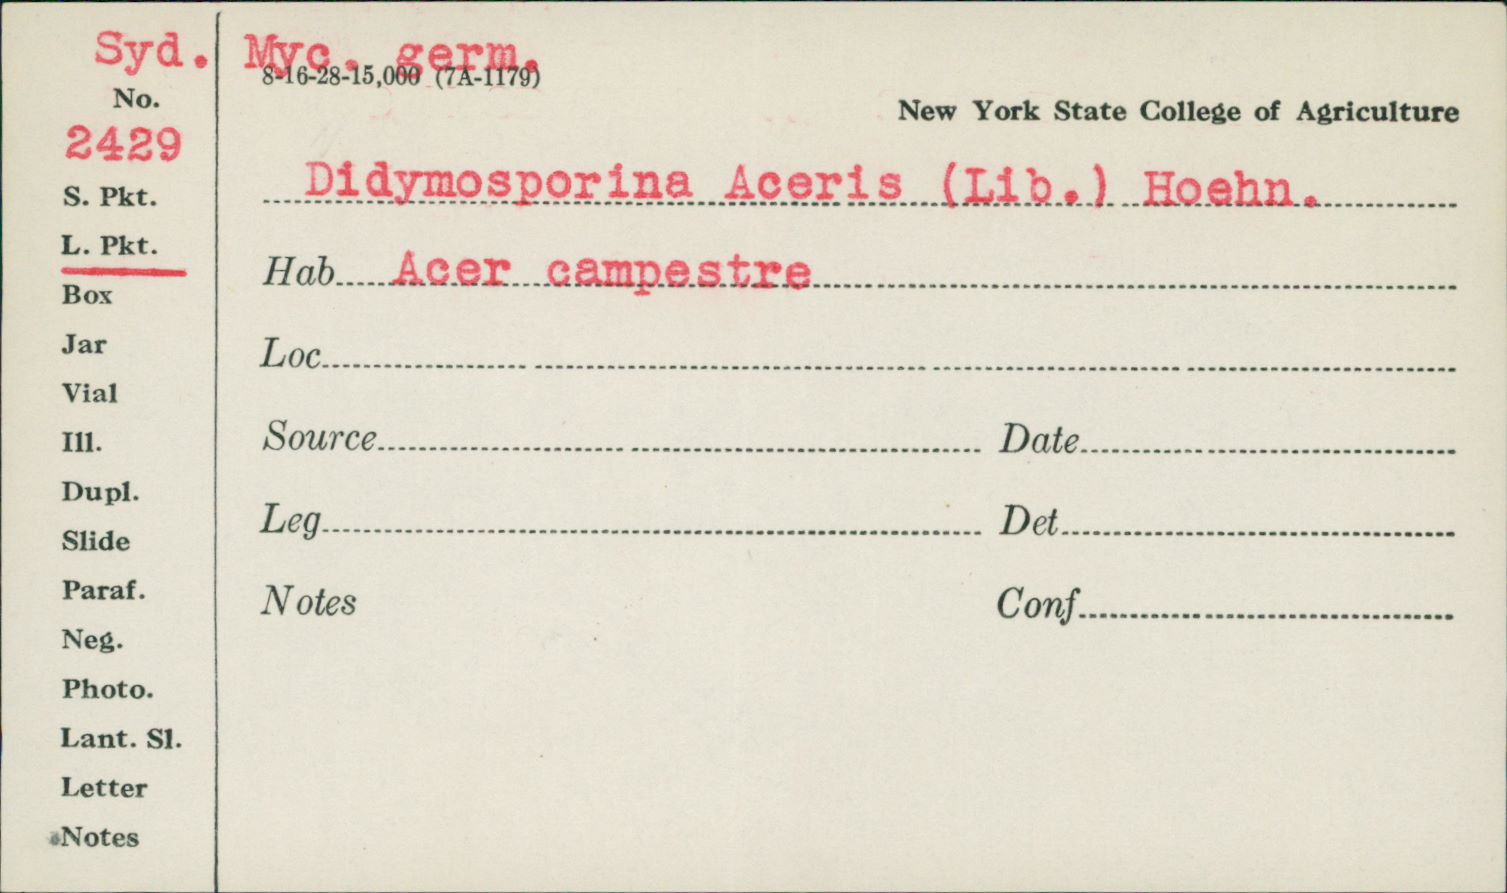 Syd. Myc. germ.
8-16-28-15,000 (7A-1179)
No.
2429
New York State College of Agriculture
Didymosporina Aceris (Lib.) Hoehn.
S. Pkt.
L. Pkt.
Hab Acer campestre
Box
Jar
Loc
Vial
Ill.
Source Date
Dupl.
Slide
Leg Det
Paraf.
Notes Conf
Neg.
Photo.
Lant. Sl.
Letter
Notes